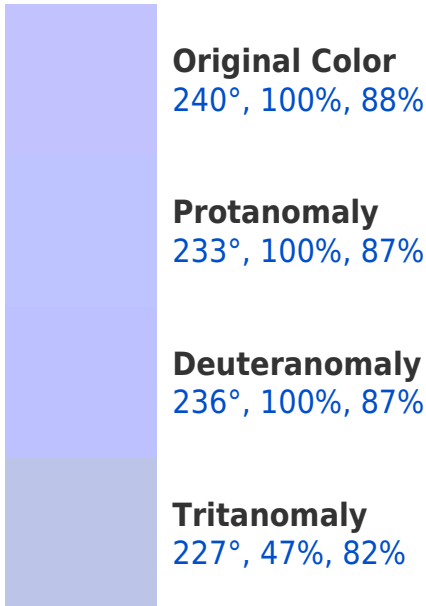 Original Color
240°, 100%, 88%
Protanomaly
233°, 100%, 87%
Deuteranomaly
236°, 100%, 87%
Tritanomaly
227°, 47%, 82%